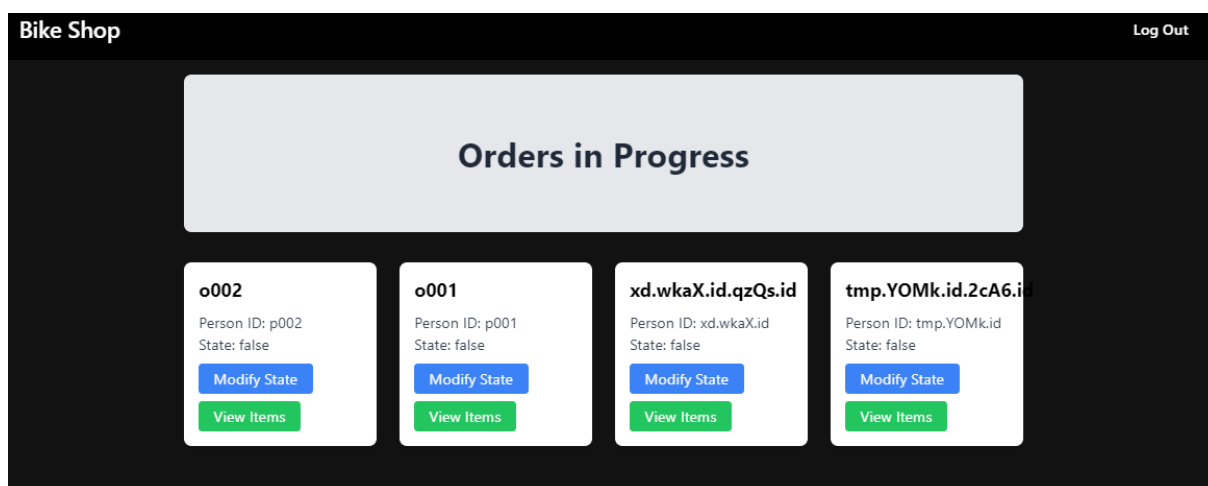 Bike Shop
Log Out
Orders in Progress
o002
Person ID: p002
State: false
Modify State
View Items
o001
Person ID: p001
State: false
Modify State
View Items
xd.wkaX.id.qzQs.id
Person ID: xd.wkaX.id
State: false
Modify State
View Items
tmp.YOMk.id.2cA6.id
Person ID: tmp.YOMk.id
State: false
Modify State
View Items